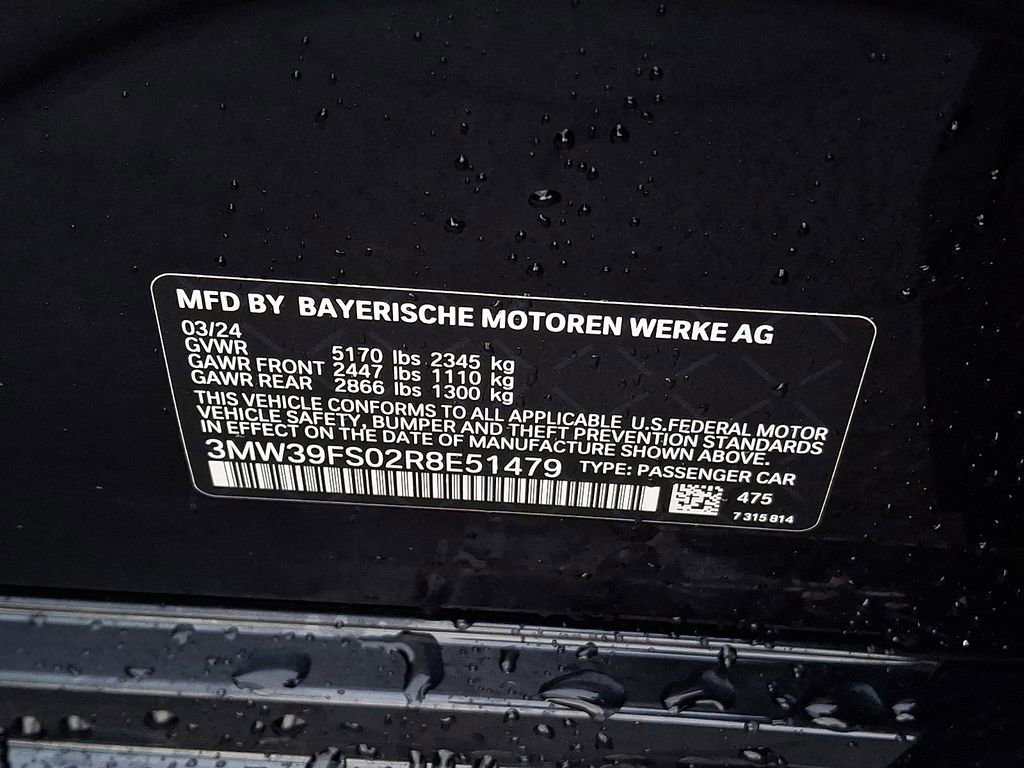 MFD BY BAYERISCHE MOTOREN WERKE AG
03/24
GVWR 5170 lbs 2345 kg
GAWR FRONT 2447 lbs 1110 kg
GAWR REAR 2866 lbs 1300 kg
THIS VEHICLE CONFORMS TO ALL APPLICABLE U.S.FEDERAL MOTOR
VEHICLE SAFETY, BUMPER AND THEFT PREVENTION STANDARDS
IN EFFECT ON THE DATE OF MANUFACTURE SHOWN ABOVE.
3MW39FS02R8E51479 TYPE: PASSENGER CAR
475
7 315 814